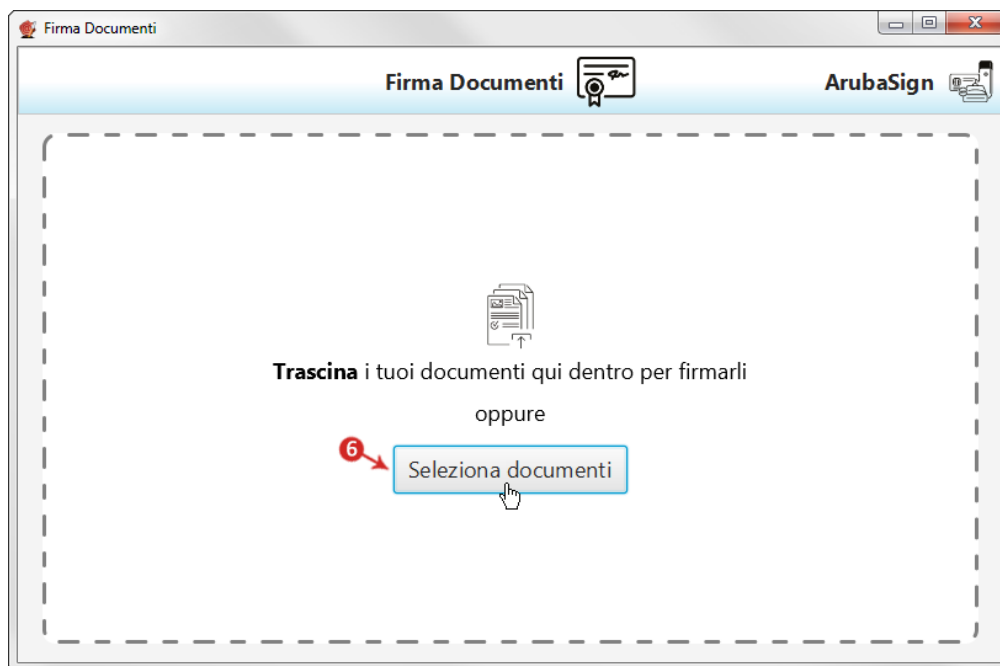 Firma Documenti
Firma Documenti
ArubaSign
Trascina i tuoi documenti qui dentro per firmarli
oppure
6
Seleziona documenti